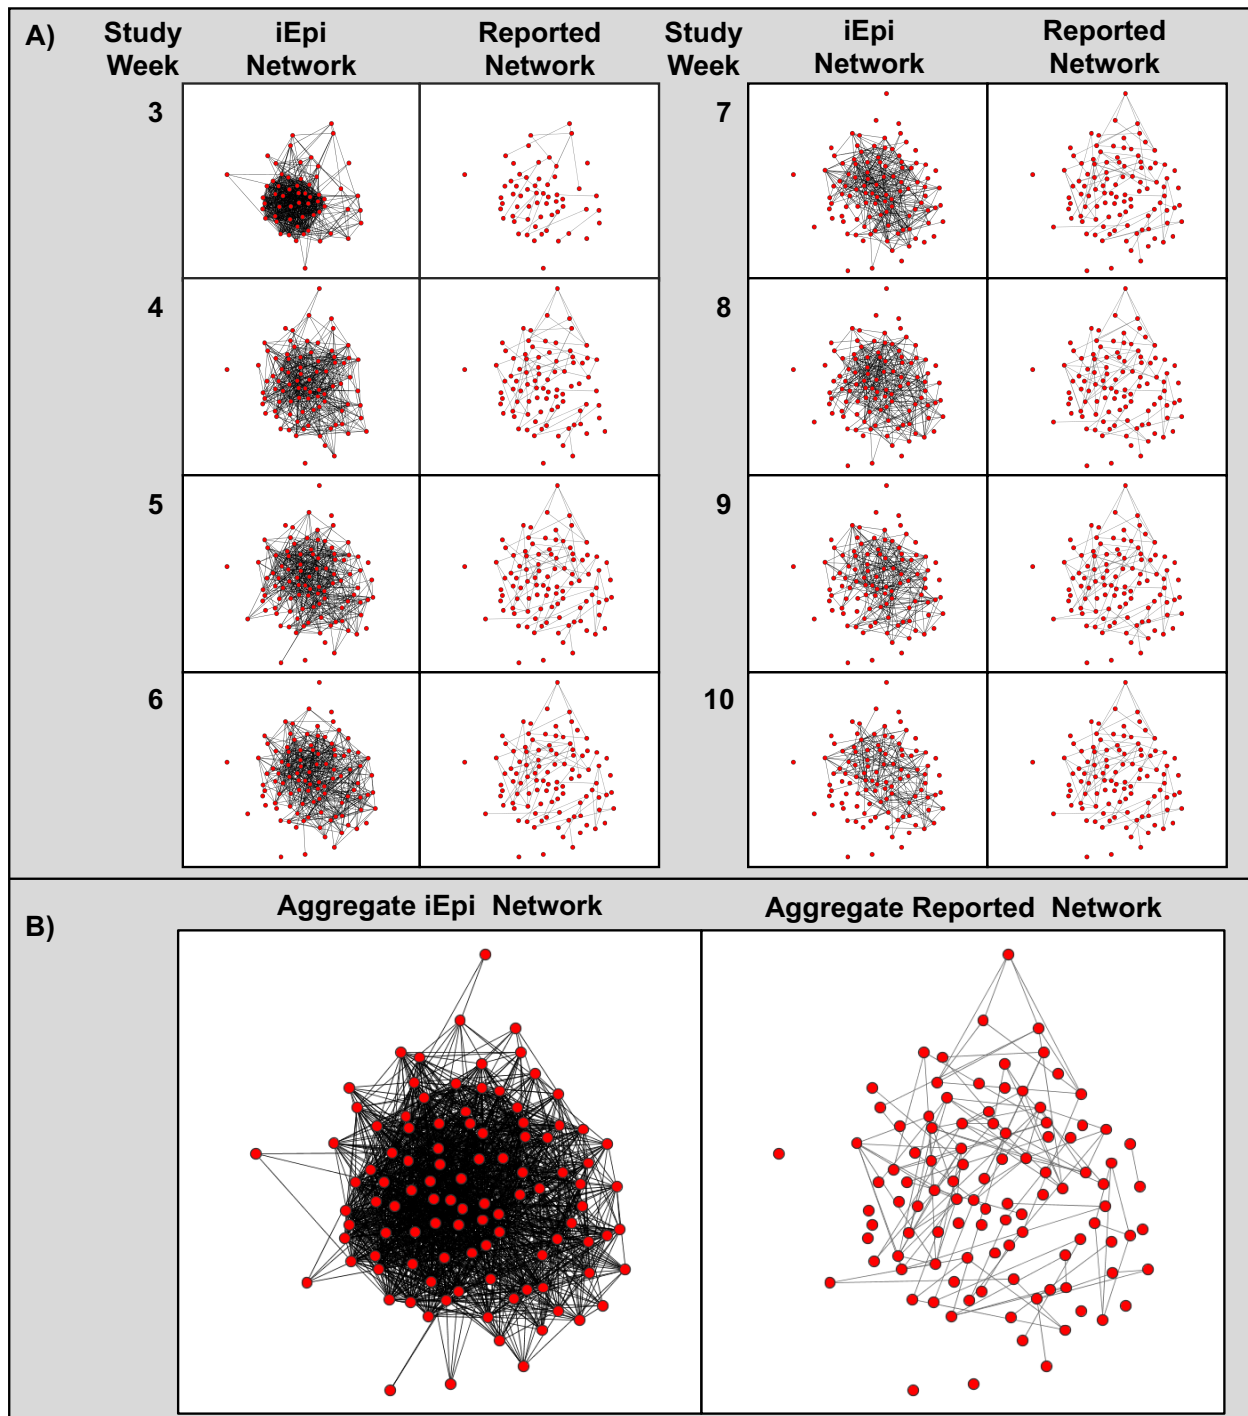 A)
Study Week
iEpi Network
Reported Network
Study Week
iEpi Network
Reported Network
3
7
4
8
5
9
6
10
B)
Aggregate iEpi Network
Aggregate Reported Network